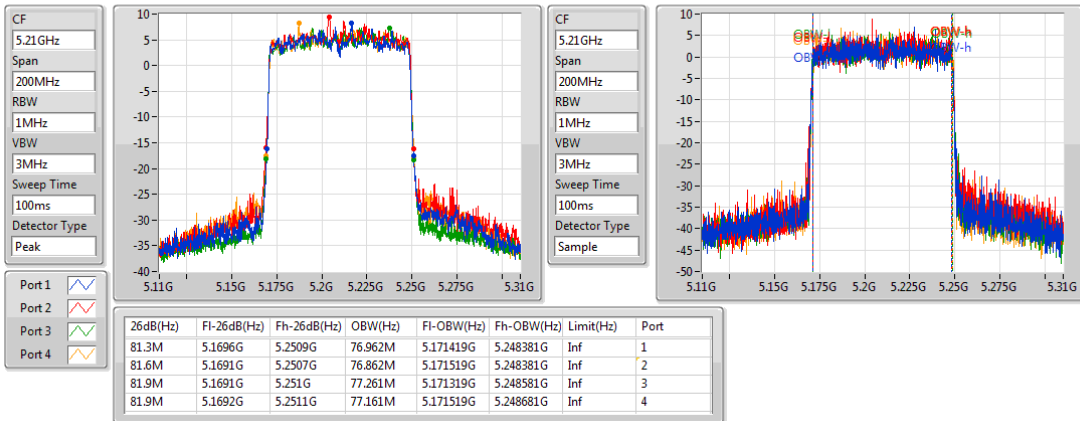 CF
5.21GHz
Span
200MHz
RBW
1MHz
VBW
3MHz
Sweep Time
100ms
Detector Type
Peak
10
5
0
-5
-10
-15
-20
-25
-30
-35
-40
5.11G 5.15G 5.175G 5.2G 5.225G 5.25G 5.275G 5.31G
CF
5.21GHz
Span
200MHz
RBW
1MHz
VBW
3MHz
Sweep Time
100ms
Detector Type
Sample
10
5
0
-5
-10
-15
-20
-25
-30
-35
-40
-45
-50
OBW-h
OBW-h
5.11G 5.15G 5.175G 5.2G 5.225G 5.25G 5.275G 5.31G
Port 1
Port 2
Port 3
Port 4
26dB(Hz) Fl-26dB(Hz) Fh-26dB(Hz) OBW(Hz) Fl-OBW(Hz) Fh-OBW(Hz) Limit(Hz) Port
81.3M 5.1696G 5.2509G 76.962M 5.171419G 5.248381G Inf 1
81.6M 5.1691G 5.2507G 76.862M 5.171519G 5.248381G Inf 2
81.9M 5.1691G 5.251G 77.261M 5.171319G 5.248581G Inf 3
81.9M 5.1692G 5.2511G 77.161M 5.171519G 5.248681G Inf 4